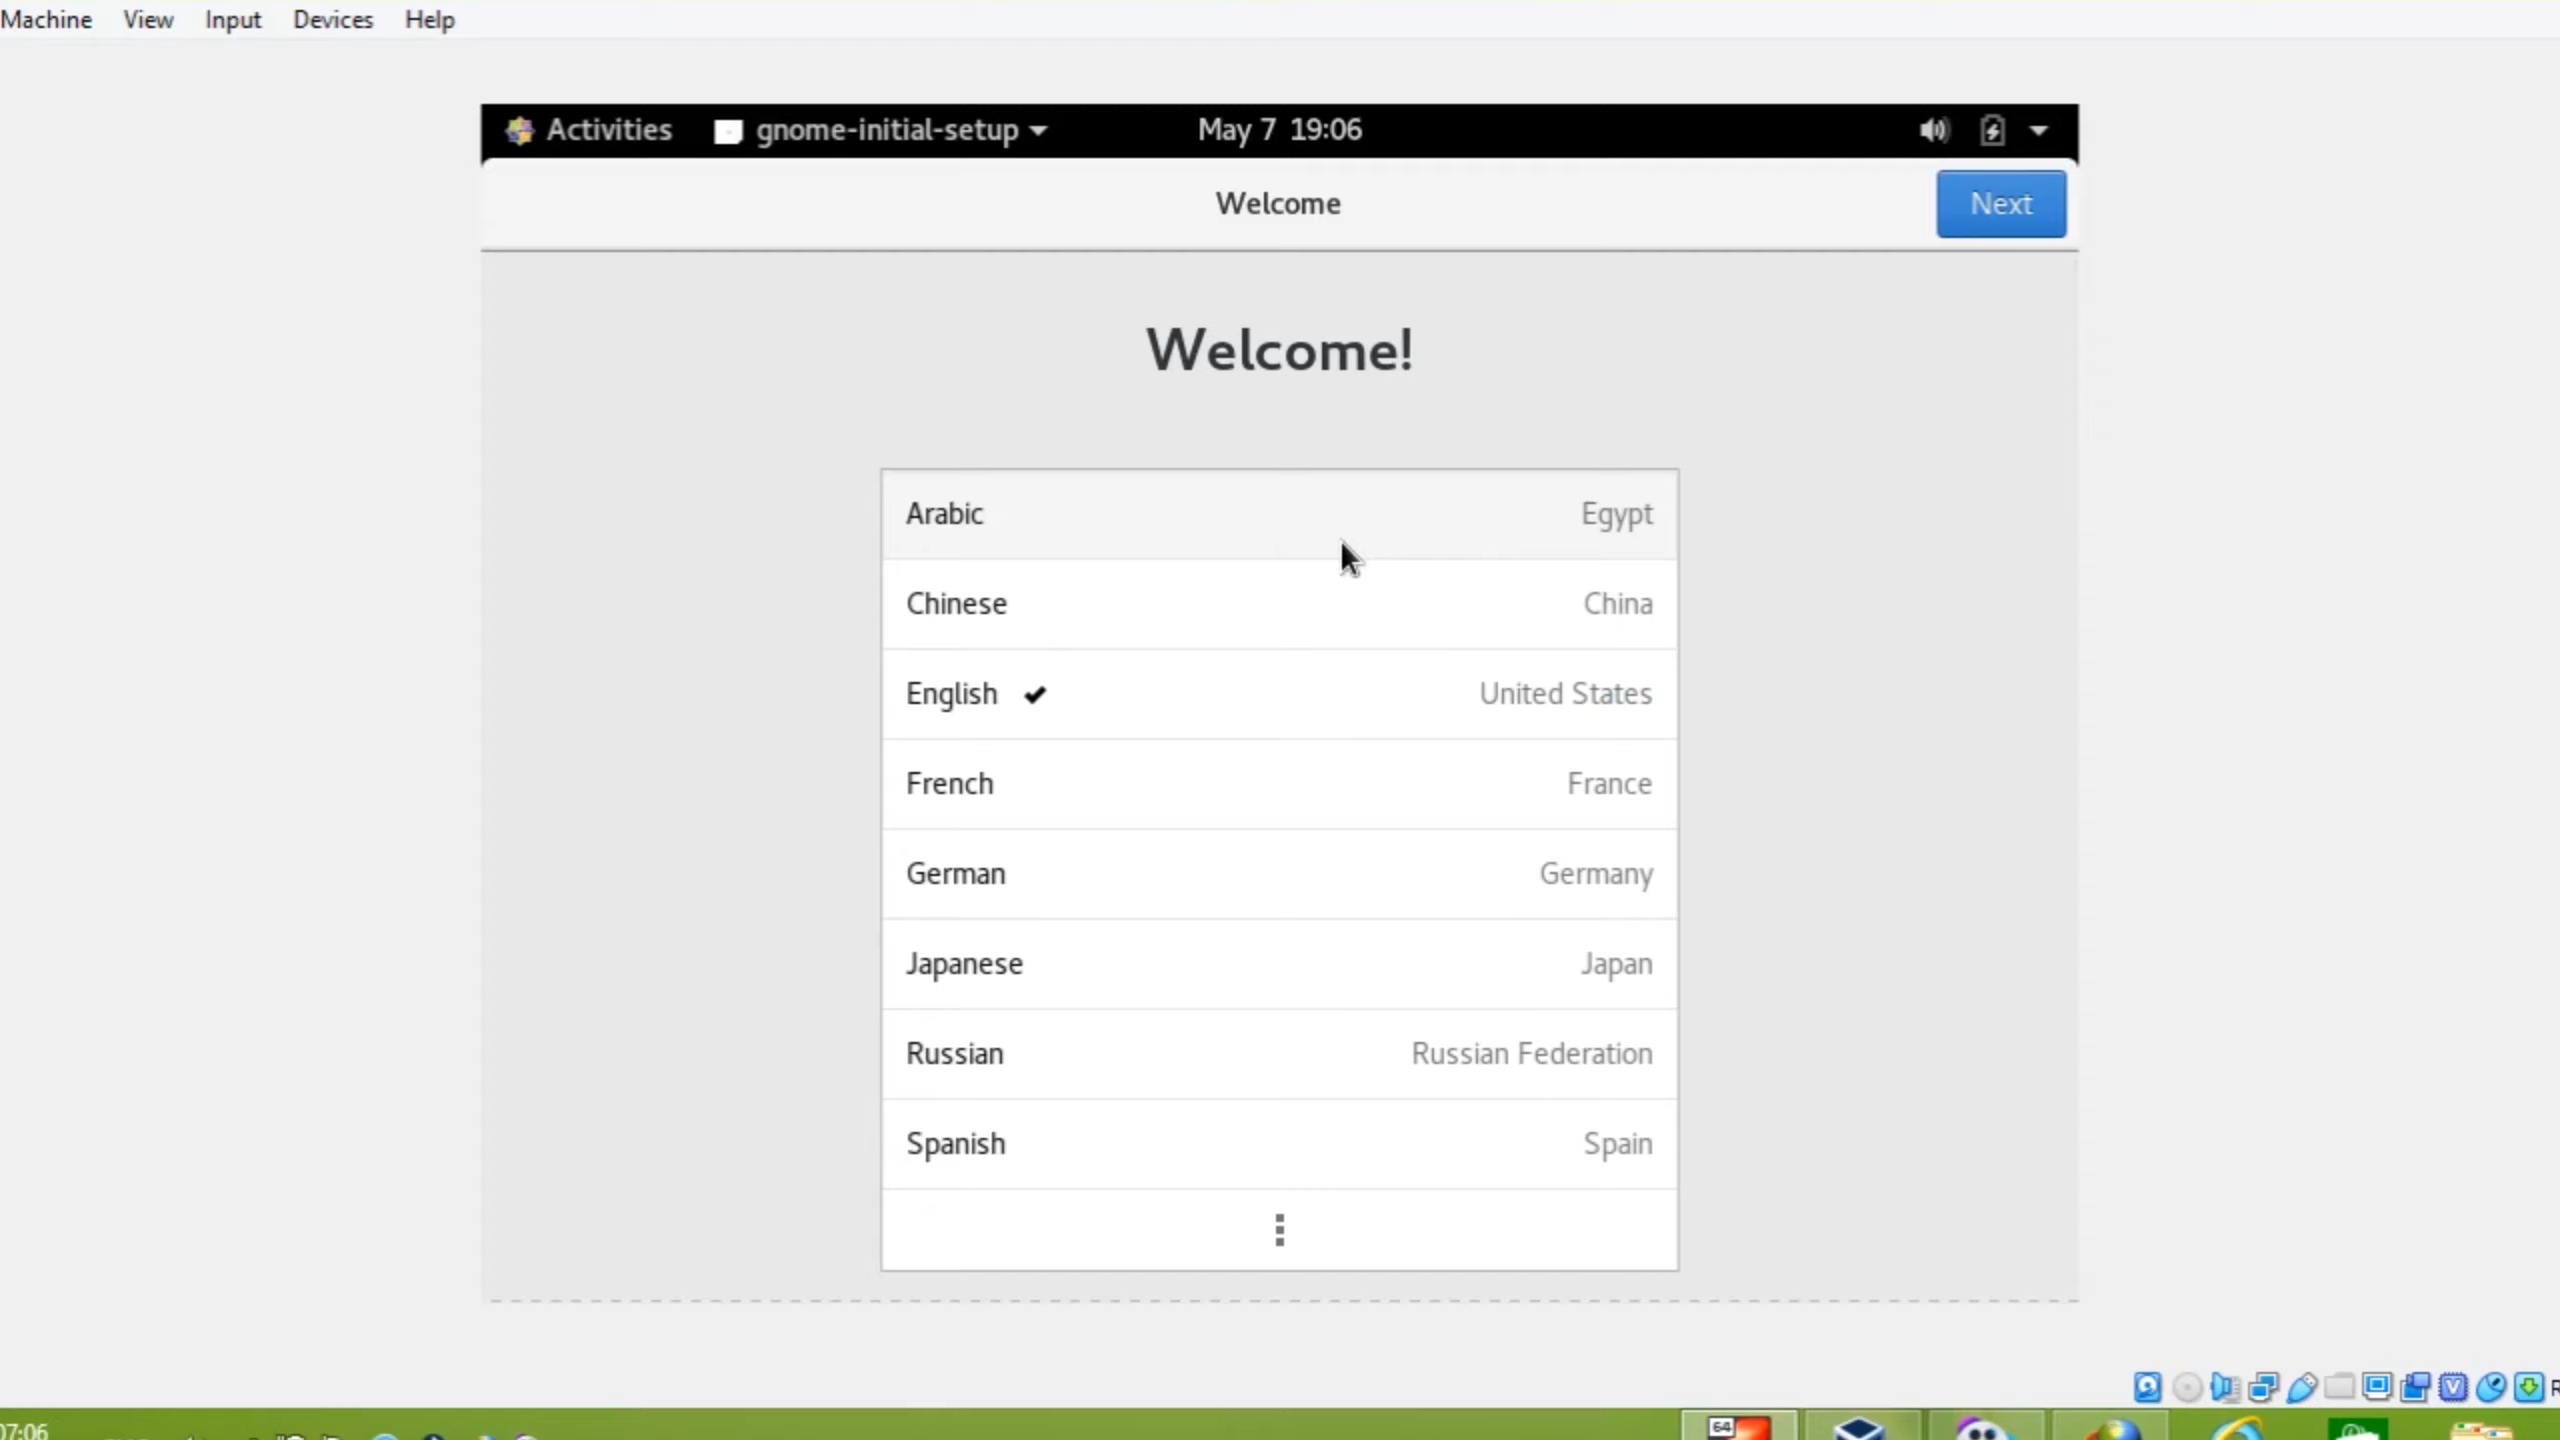 Machine View Input Devices Help
Activities gnome-initial-setup May 7 19:06
Welcome Next
Welcome!
Arabic Egypt
Chinese China
English United States
French France
German Germany
Japanese Japan
Russian Russian Federation
Spanish Spain
07:06
64